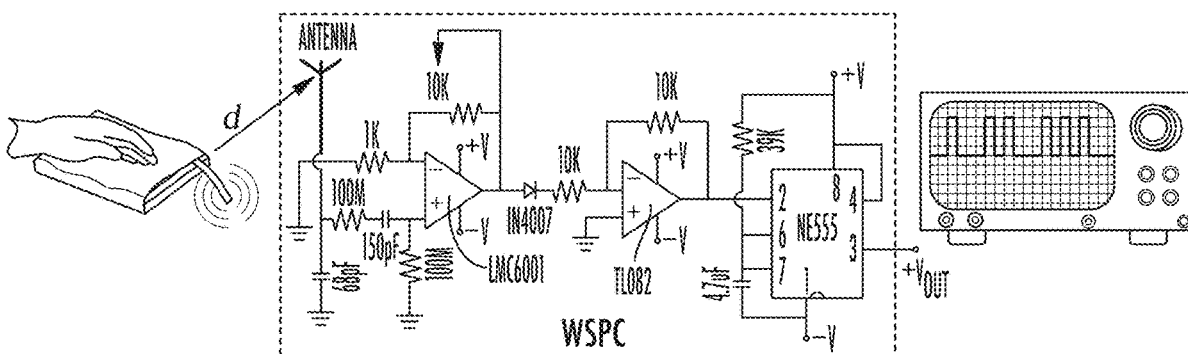 ANTENNA
d
10K
1K
100M
150pF
68pF
100M
+V
-V
LMC6001
IN4007
10K
10K
+V
-V
TL082
39K
4.7μF
+V
2
6
7
8
4
3
1
NE555
-V
+VOUT
WSPC